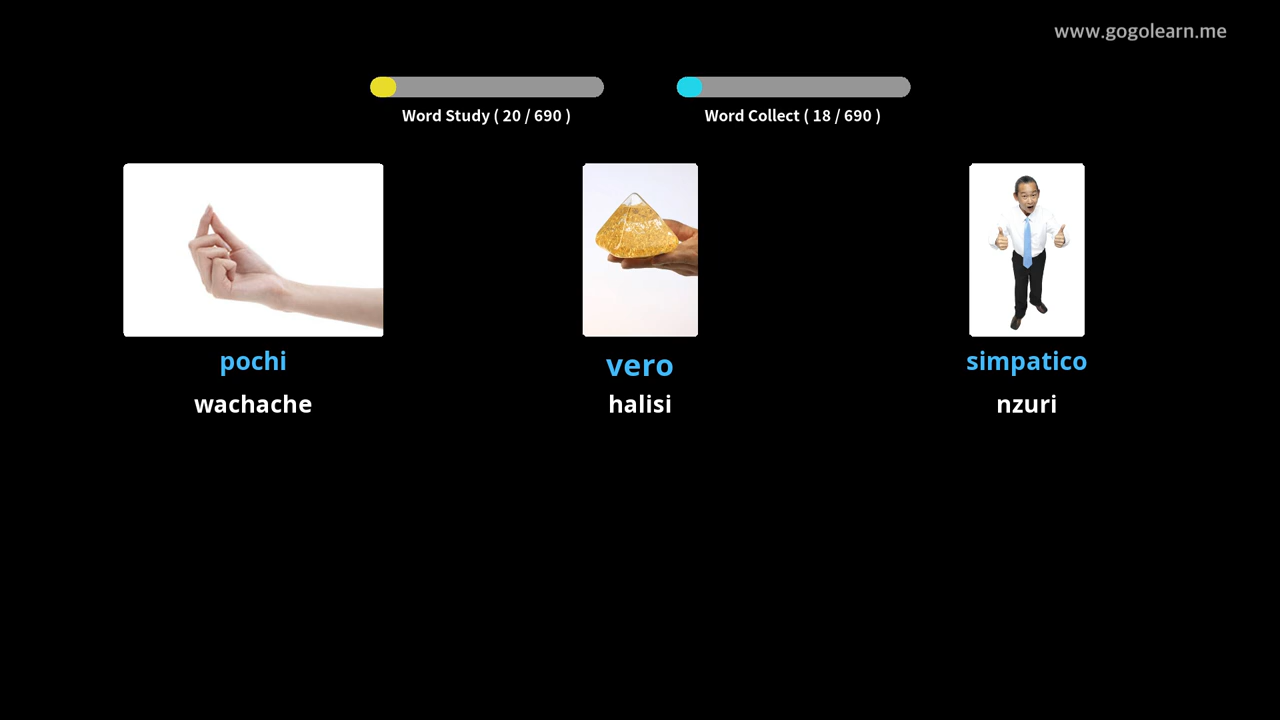 www.gogolearn.me
Word Study ( 20 / 690 )
Word Collect ( 18 / 690 )
pochi
wachache
vero
halisi
simpatico
nzuri